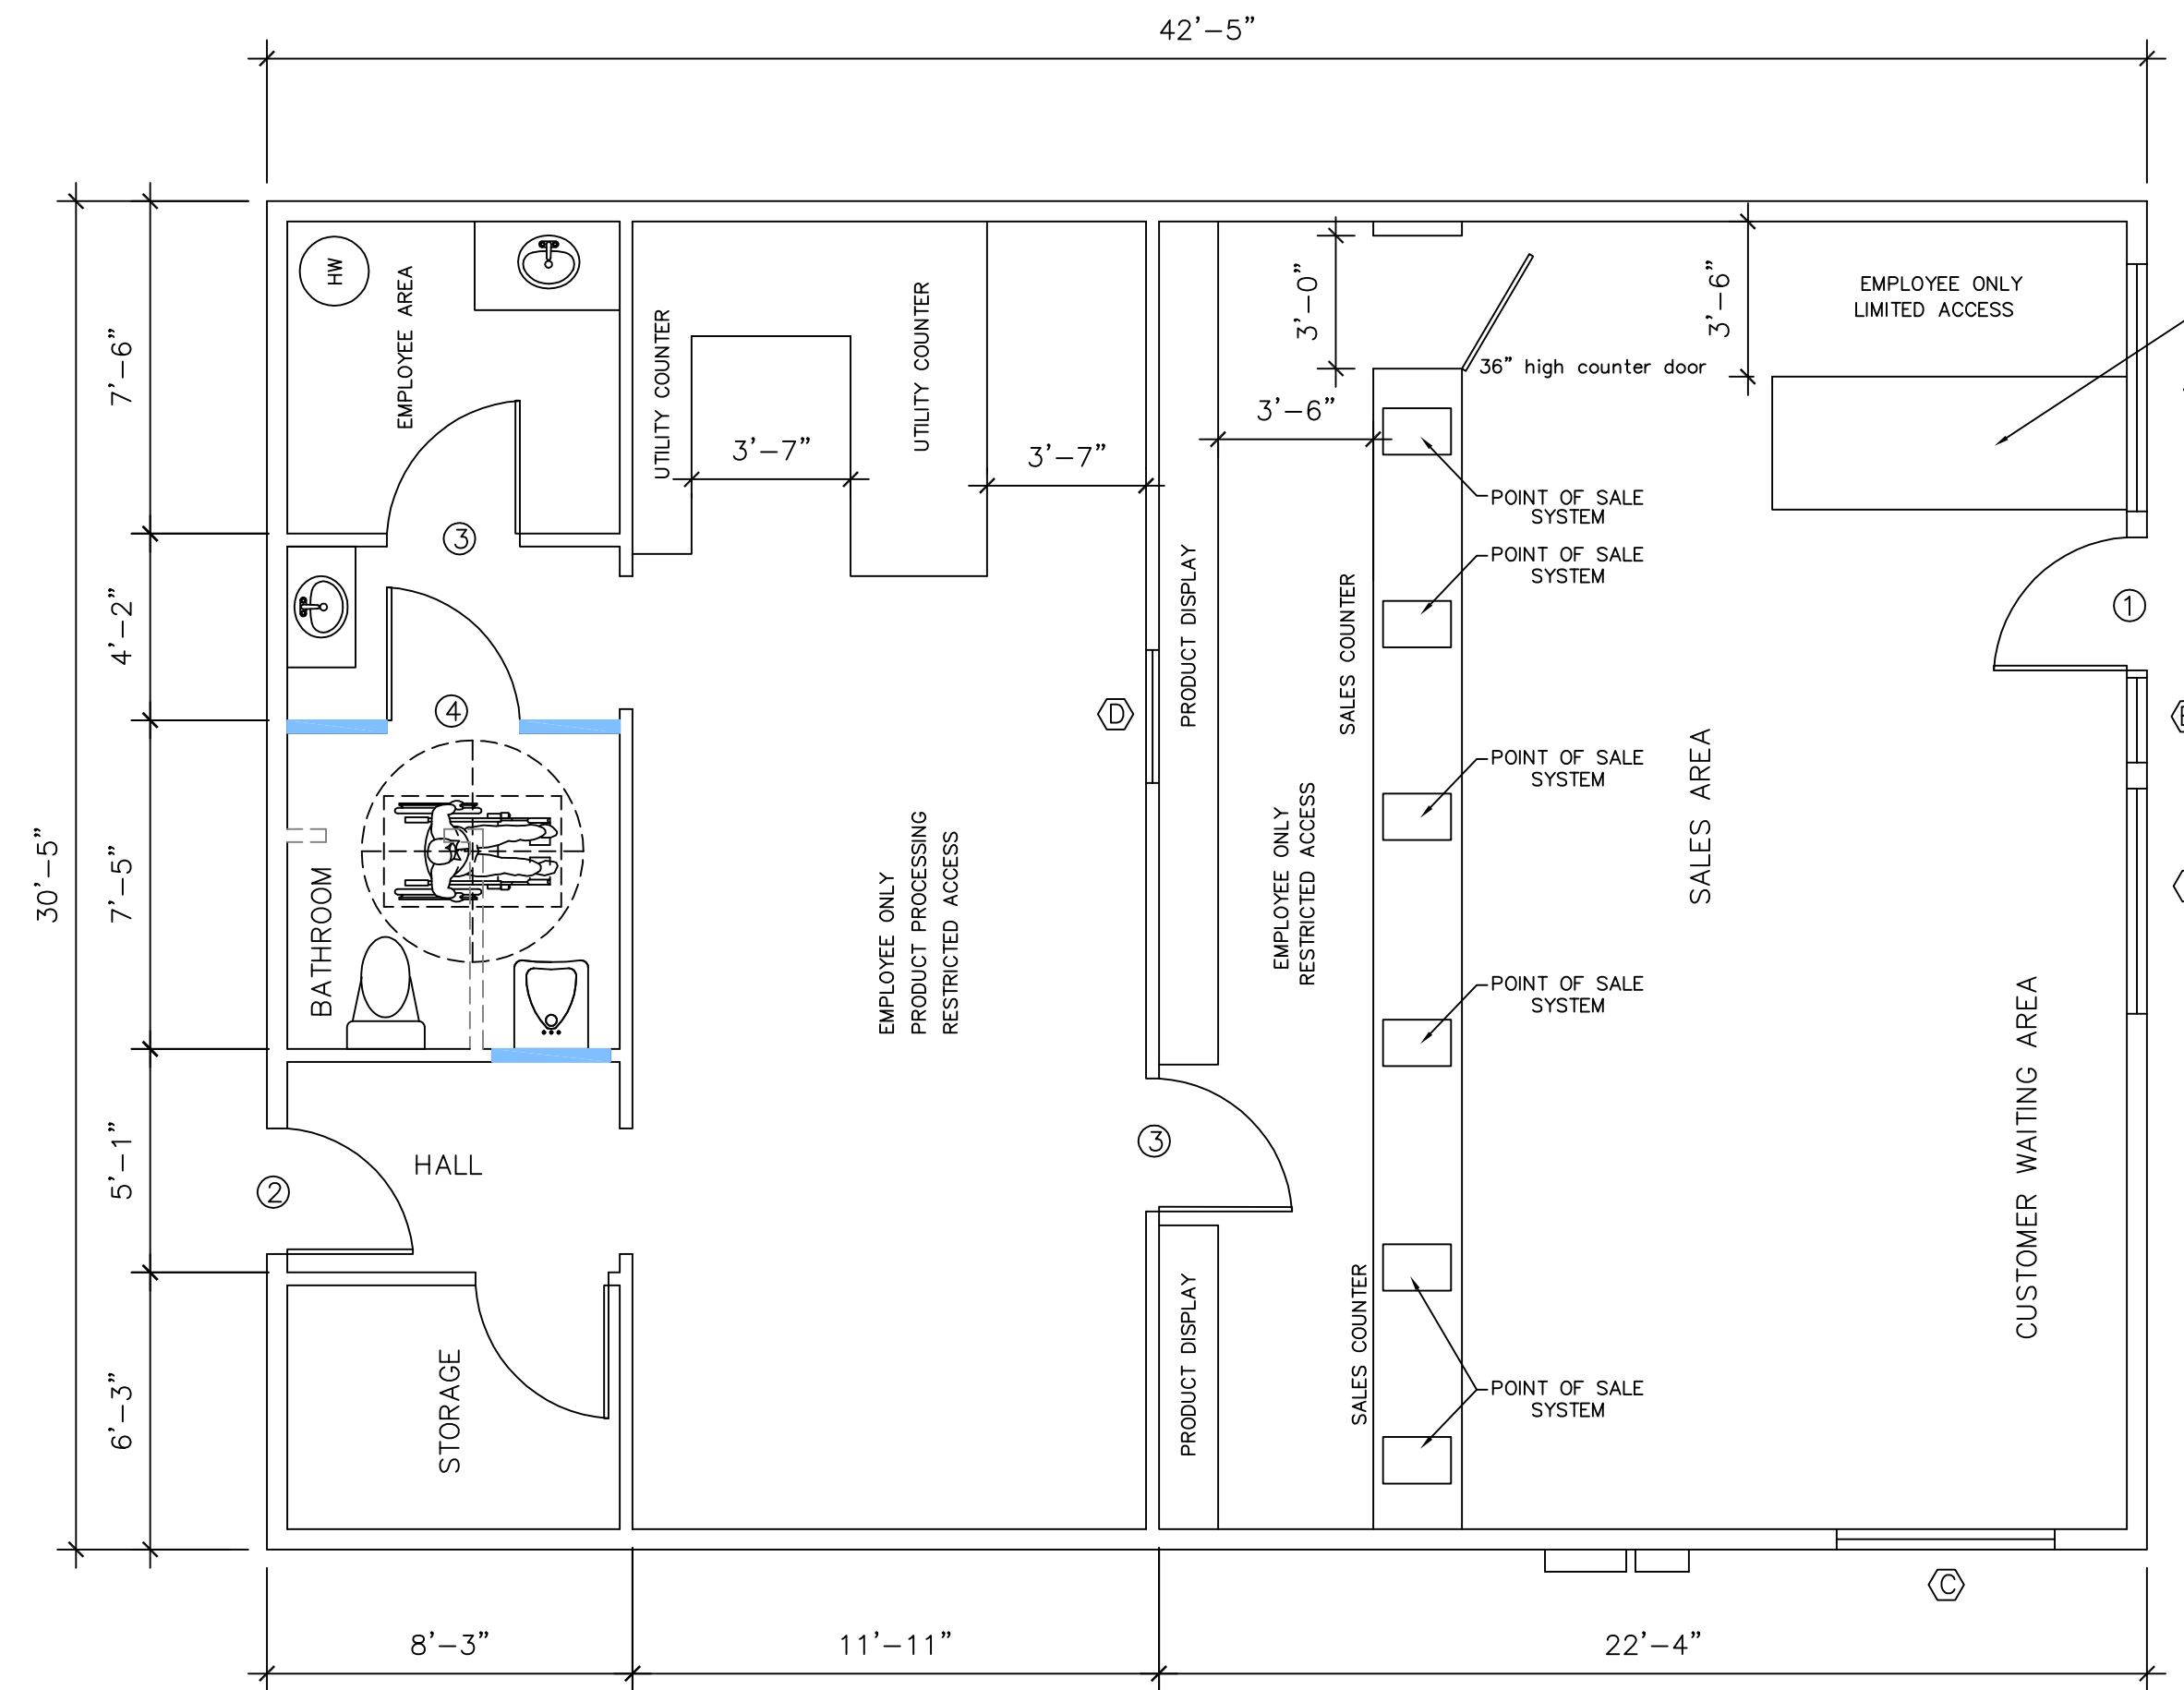 42'-5"
30'-5"
7'-6"
4'-2"
7'-5"
5'-1"
6'-3"
HW
EMPLOYEE AREA
3
4
BATHROOM
HALL
2
STORAGE
UTILITY COUNTER
3'-7"
UTILITY COUNTER
3'-7"
EMPLOYEE ONLY
PRODUCT PROCESSING
RESTRICTED ACCESS
D
3
PRODUCT DISPLAY
PRODUCT DISPLAY
3'-0"
3'-6"
36" high counter door
SALES COUNTER
EMPLOYEE ONLY
RESTRICTED ACCESS
SALES COUNTER
POINT OF SALE
SYSTEM
POINT OF SALE
SYSTEM
POINT OF SALE
SYSTEM
POINT OF SALE
SYSTEM
POINT OF SALE
SYSTEM
3'-6"
EMPLOYEE ONLY
LIMITED ACCESS
1
SALES AREA
CUSTOMER WAITING AREA
C
8'-3"
11'-11"
22'-4"